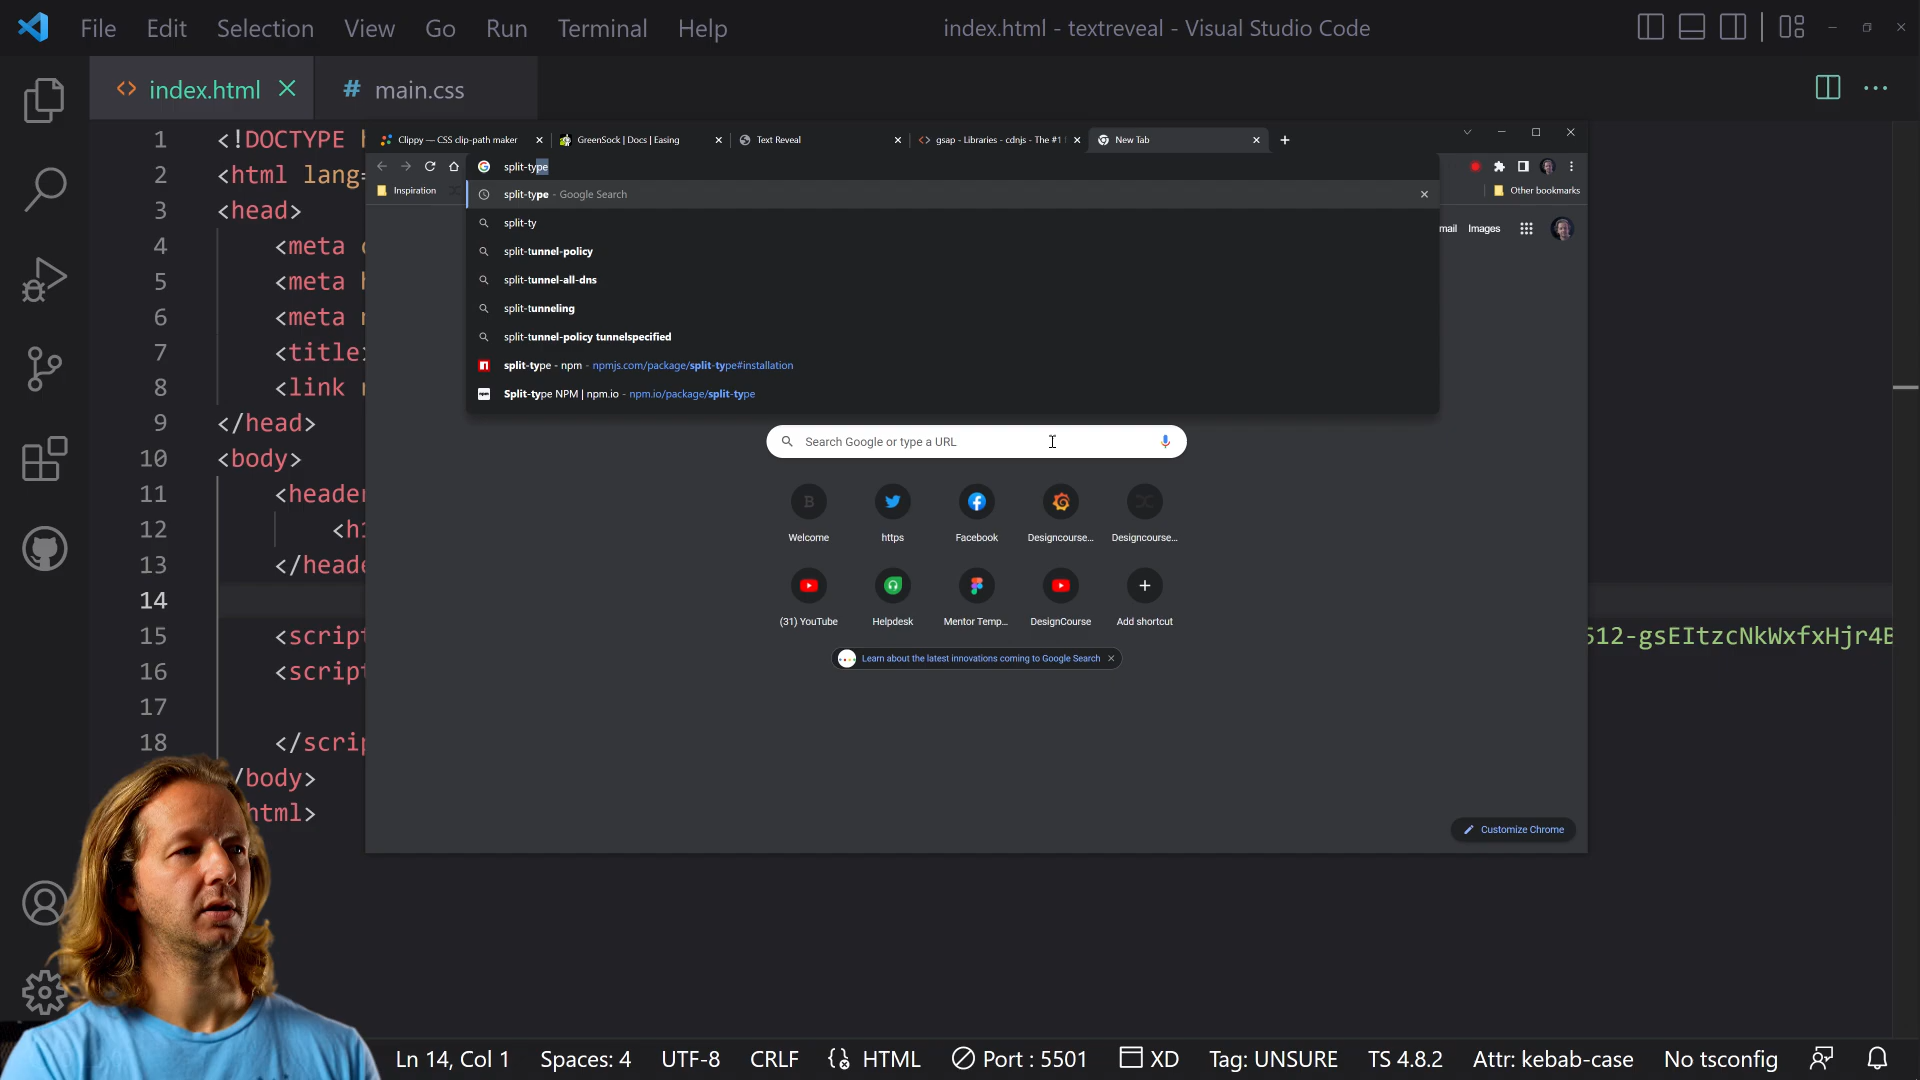 File Edit Selection View Go Run Terminal Help
index.html - textreveal - Visual Studio Code
index.html
# main.css
Clippy — CSS clip-path maker
GreenSock | Docs | Easing
Text Reveal
gsap - Libraries - cdnjs - The #1
New Tab
split-type
Inspiration
Other bookmarks
split-type - Google Search
split-ty
split-tunnel-policy
split-tunnel-all-dns
split-tunneling
split-tunnel-policy tunnelspecified
split-type - npm - npmjs.com/package/split-type#installation
Split-type NPM | npm.io - npm.io/package/split-type
mail Images
Search Google or type a URL
Welcome
https
Facebook
Designcourse...
Designcourse...
(31) YouTube
Helpdesk
Mentor Temp...
DesignCourse
Add shortcut
Learn about the latest innovations coming to Google Search
Customize Chrome
1 <!DOCTYPE h
2 <html lang=
3 <head>
4 <meta c
5 <meta h
6 <meta n
7 <title>
8 <link r
9 </head>
10 <body>
11 <header
12 <h1
13 </heade
14
15 <script
512-gsEItzcNkWxfxHjr4B
16 <script
17
18 </scrip
/body>
html>
Ln 14, Col 1 Spaces: 4 UTF-8 CRLF HTML Port : 5501 XD Tag: UNSURE TS 4.8.2 Attr: kebab-case No tsconfig